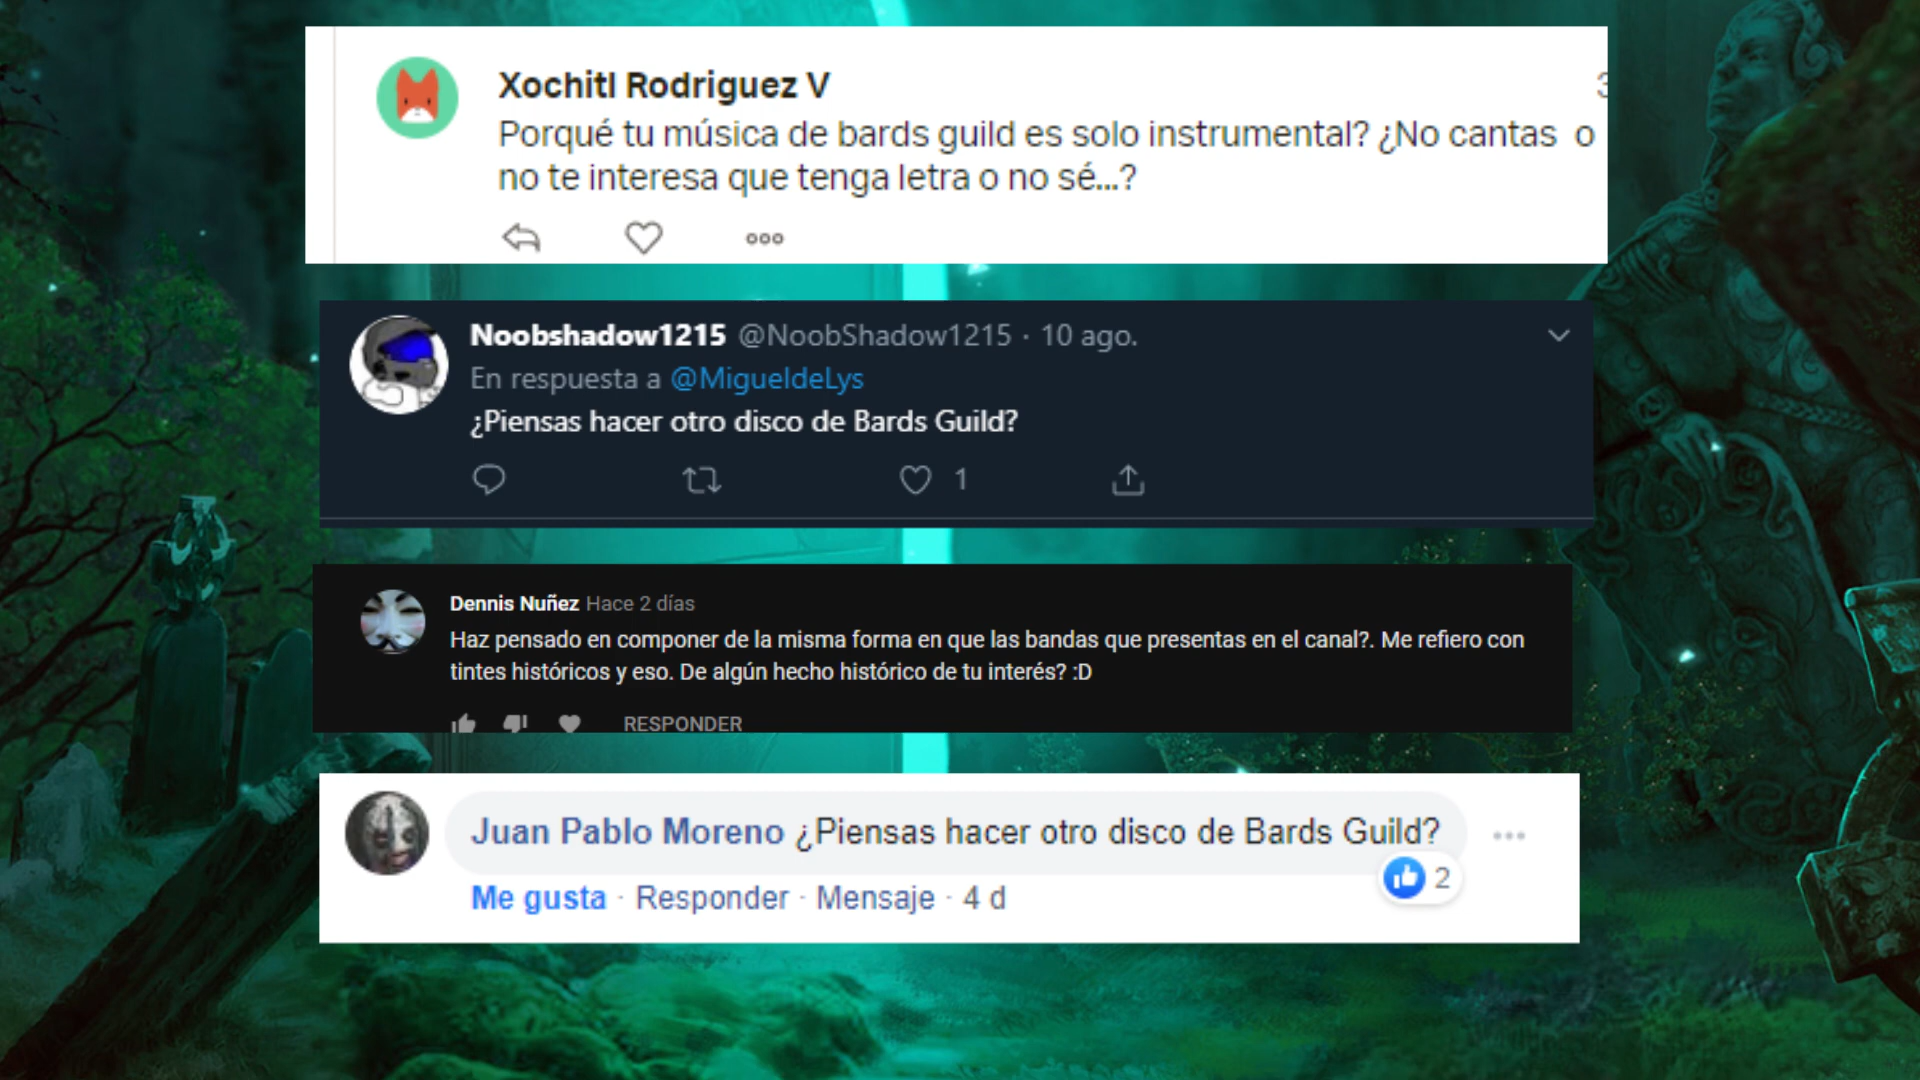 Xochitl Rodriguez V
Porqué tu música de bards guild es solo instrumental? ¿No cantas o
no te interesa que tenga letra o no sé...?
Noobshadow1215 @NoobShadow1215 · 10 ago.
En respuesta a @MigueldeLys
¿Piensas hacer otro disco de Bards Guild?
1
Dennis Nuñez Hace 2 días
Haz pensado en componer de la misma forma en que las bandas que presentas en el canal?. Me refiero con
tintes históricos y eso. De algún hecho histórico de tu interés? :D
RESPONDER
Juan Pablo Moreno ¿Piensas hacer otro disco de Bards Guild?
2
Me gusta · Responder · Mensaje · 4 d